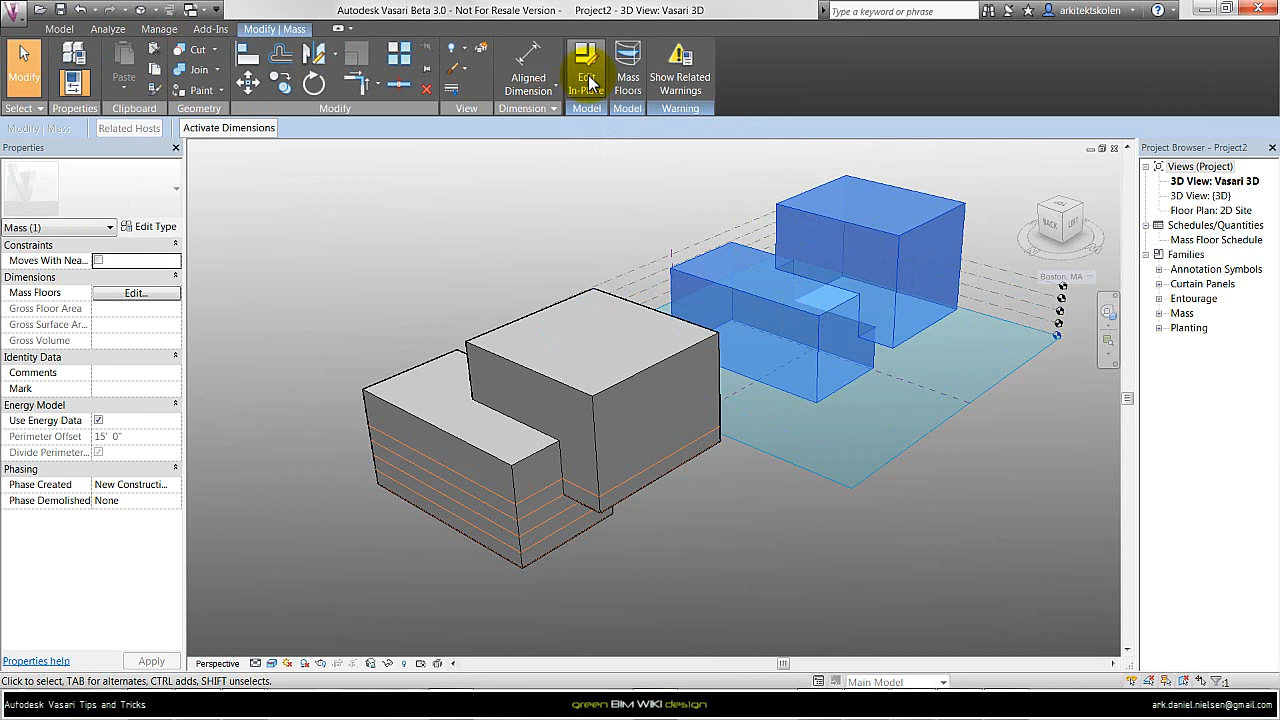 Autodesk Vasari Beta 3.0 - Not For Resale Version - Project2 - 3D View: Vasari 3D
Type a keyword or phrase
arkitektskolen
Model Analyze Manage Add-Ins Modify | Mass
Cut
Join
Paint
Paste
Modify
Aligned Dimension
Edit In-Place
Mass Floors
Show Related Warnings
Select Properties Clipboard Geometry Modify View Dimension Model Model Warning
Modify | Mass Related Hosts Activate Dimensions
Properties
Mass (1) Edit Type
Constraints
Moves With Nea...
Dimensions
Mass Floors Edit...
Gross Floor Area
Gross Surface Ar...
Gross Volume
Identity Data
Comments
Mark
Energy Model
Use Energy Data
Perimeter Offset 15' 0"
Divide Perimeter...
Phasing
Phase Created New Constructi...
Phase Demolished None
Properties help Apply
BACK LEFT
Boston, MA
Project Browser - Project2
Views (Project)
3D View: Vasari 3D
3D View: {3D}
Floor Plan: 2D Site
Schedules/Quantities
Mass Floor Schedule
Families
Annotation Symbols
Curtain Panels
Entourage
Mass
Planting
Perspective
Click to select, TAB for alternates, CTRL adds, SHIFT unselects.
Main Model
:1
Autodesk Vasari Tips and Tricks
green BIM WIKI design
ark.daniel.nielsen@gmail.com